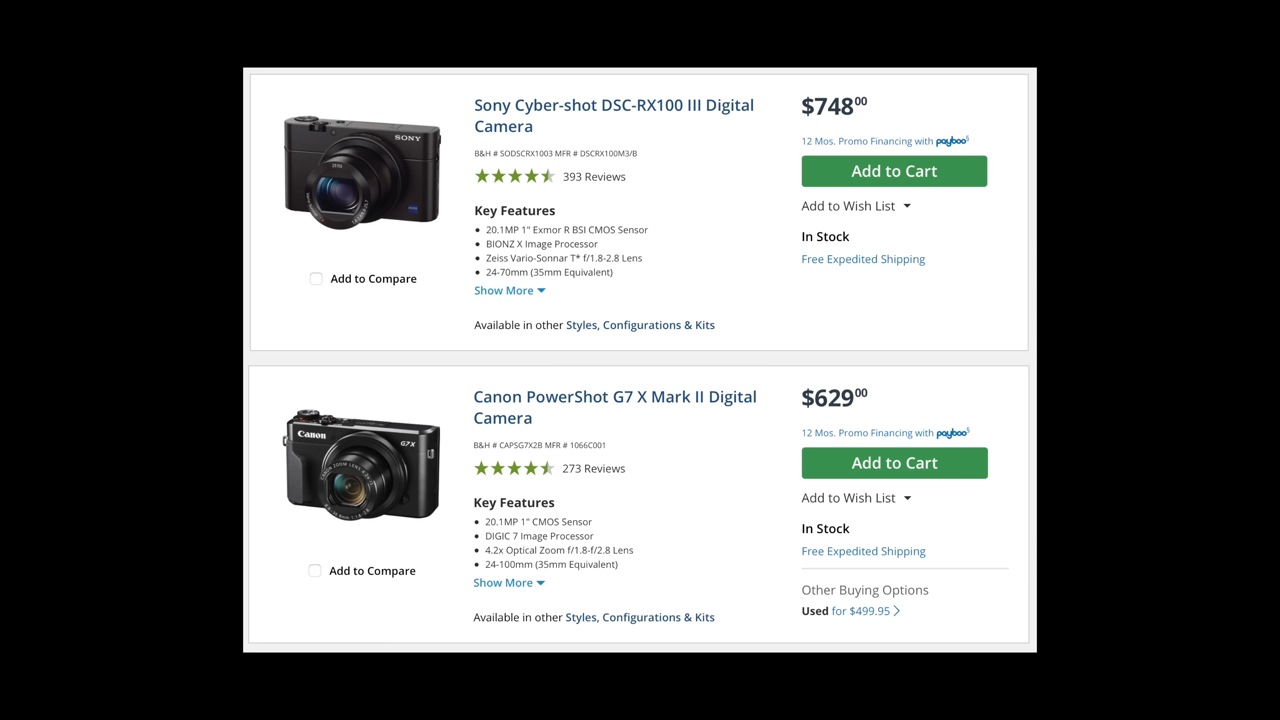 Sony Cyber-shot DSC-RX100 III Digital
Camera
B&H # SODSCRX1003 MFR # DSCRX100M3/B
393 Reviews
Key Features
20.1MP 1" Exmor R BSI CMOS Sensor
BIONZ X Image Processor
Zeiss Vario-Sonnar T* f/1.8-2.8 Lens
24-70mm (35mm Equivalent)
Show More
Available in other Styles, Configurations & Kits
SONY
ZEISS
Add to Compare
$748 00
12 Mos. Promo Financing with payboo§
Add to Cart
Add to Wish List
In Stock
Free Expedited Shipping
Canon PowerShot G7 X Mark II Digital
Camera
B&H # CAPSG7X2B MFR # 1066C001
273 Reviews
Key Features
20.1MP 1" CMOS Sensor
DIGIC 7 Image Processor
4.2x Optical Zoom f/1.8-f/2.8 Lens
24-100mm (35mm Equivalent)
Show More
Available in other Styles, Configurations & Kits
Canon
G7X
CANON ZOOM LENS
Add to Compare
$629 00
12 Mos. Promo Financing with payboo§
Add to Cart
Add to Wish List
In Stock
Free Expedited Shipping
Other Buying Options
Used for $499.95